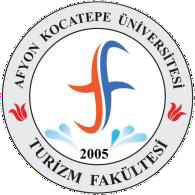 AFYON KOCATEPE ÜNİVERSİTESİ
2005
TURİZM FAKÜLTESİ